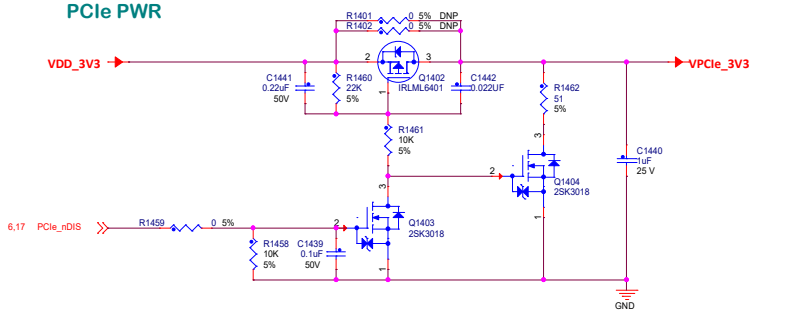 PCIe PWR
R1401 0 5% DNP
R1402 0 5% DNP
VDD_3V3
2
3
VPCIe_3V3
C1441
0.22uF
50V
R1460
22K
5%
1
Q1402
IRLML6401
C1442
0.022UF
R1462
51
5%
R1461
10K
5%
3
2
Q1404
2SK3018
1
C1440
1uF
25 V
3
6,17 PCIe_nDIS
R1459 0 5%
2
Q1403
2SK3018
R1458
10K
5%
C1439
0.1uF
50V
1
GND